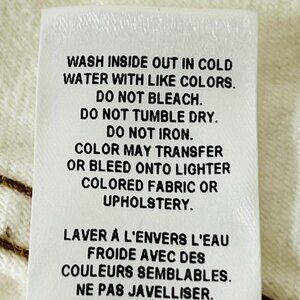 WASH INSIDE OUT IN COLD
WATER WITH LIKE COLORS.
DO NOT BLEACH.
DO NOT TUMBLE DRY.
DO NOT IRON.
COLOR MAY TRANSFER
OR BLEED ONTO LIGHTER
COLORED FABRIC OR
UPHOLSTERY.
LAVER À L'ENVERS L'EAU
FROIDE AVEC DES
COULEURS SEMBLABLES.
NE PAS JAVELLISER.